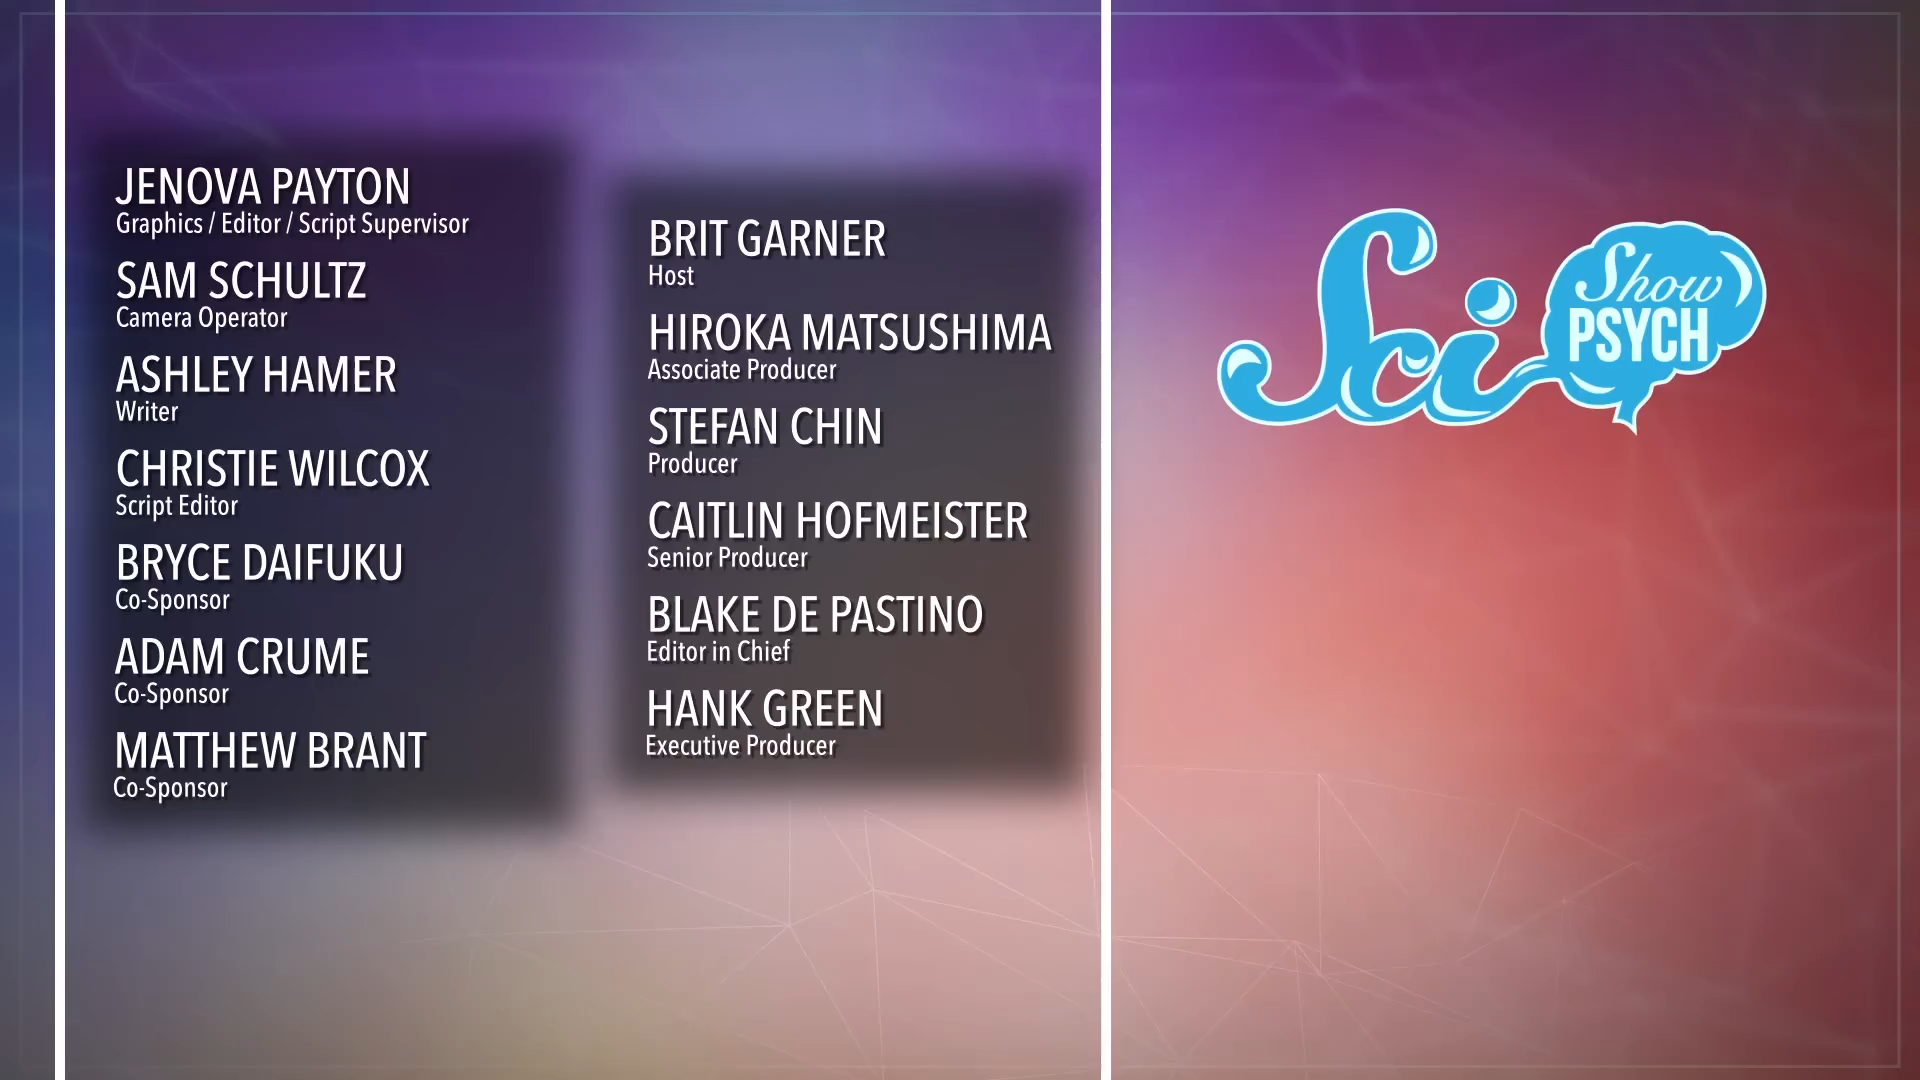 JENOVA PAYTON
Graphics / Editor / Script Supervisor
SAM SCHULTZ
Camera Operator
ASHLEY HAMER
Writer
CHRISTIE WILCOX
Script Editor
BRYCE DAIFUKU
Co-Sponsor
ADAM CRUME
Co-Sponsor
MATTHEW BRANT
Co-Sponsor
BRIT GARNER
Host
HIROKA MATSUSHIMA
Associate Producer
STEFAN CHIN
Producer
CAITLIN HOFMEISTER
Senior Producer
BLAKE DE PASTINO
Editor in Chief
HANK GREEN
Executive Producer
Sci
Show
PSYCH